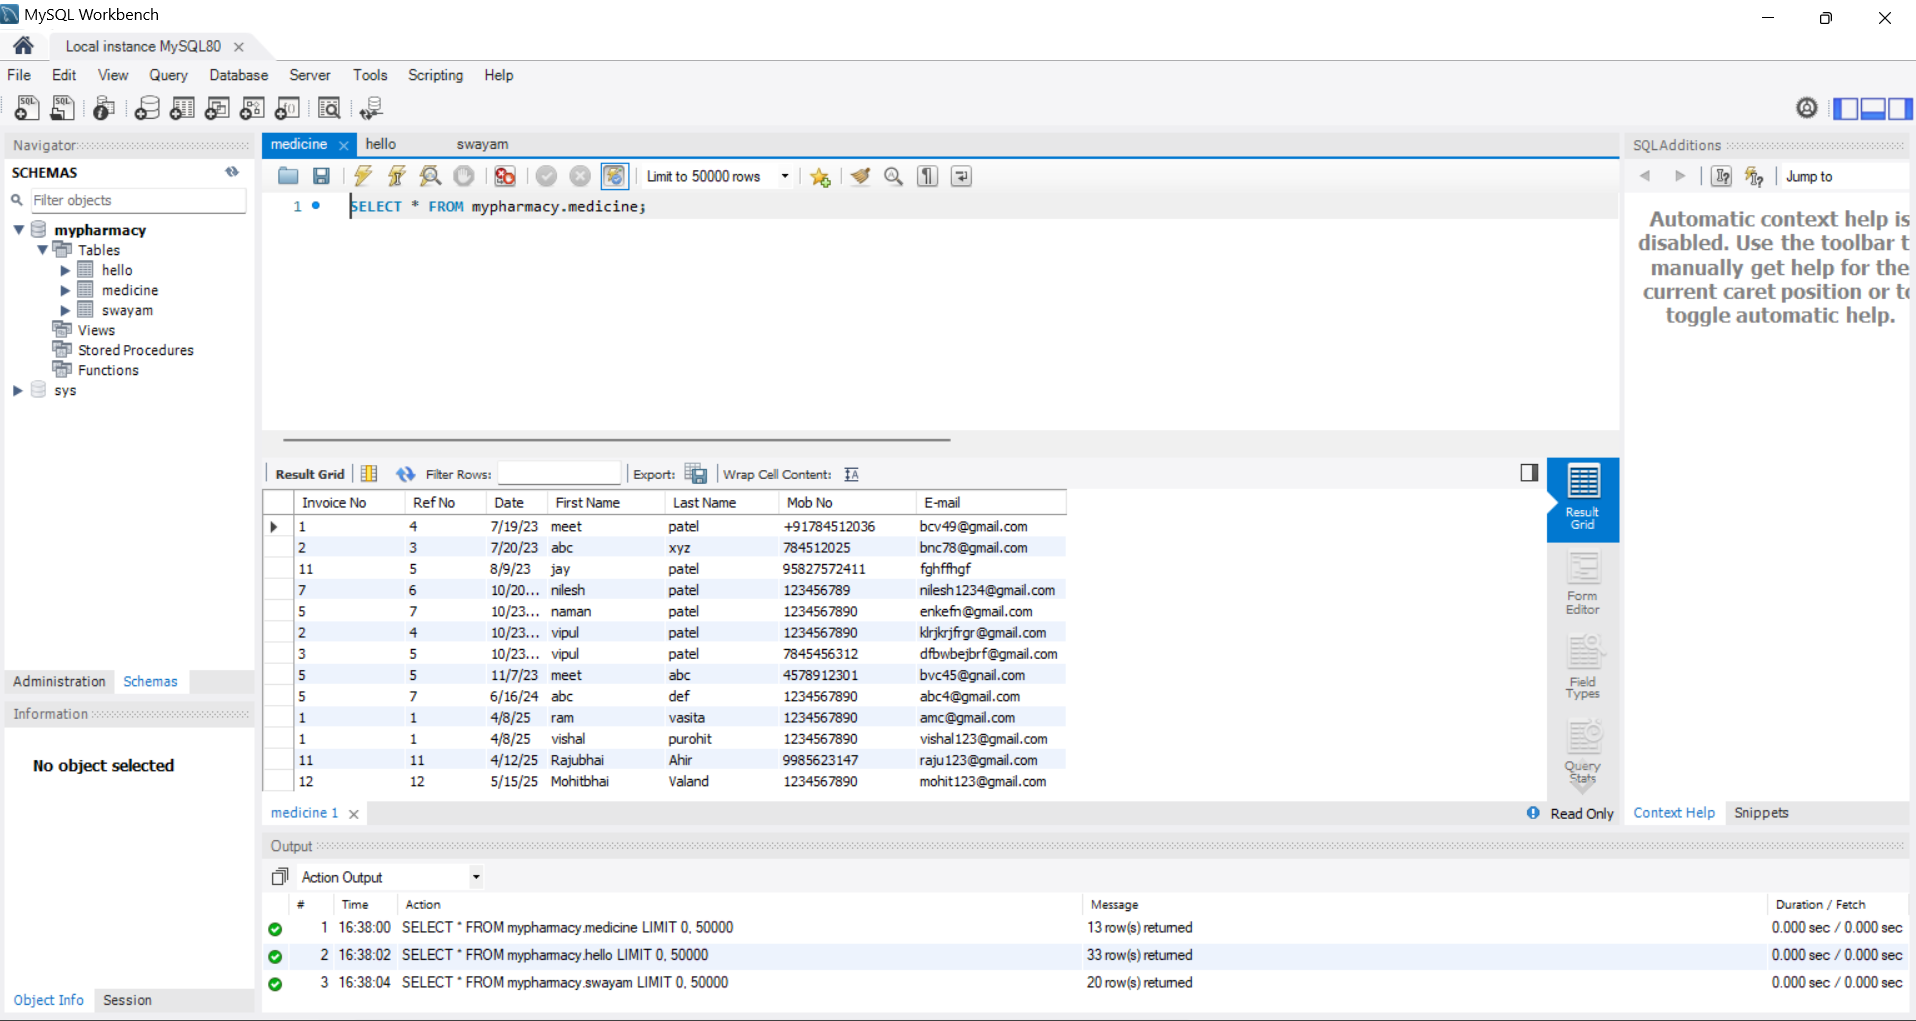 MySQL Workbench
Local instance MySQL80
File Edit View Query Database Server Tools Scripting Help
Navigator
SCHEMAS
Filter objects
mypharmacy
Tables
hello
medicine
swayam
Views
Stored Procedures
Functions
sys
Administration Schemas
Information
No object selected
Object Info Session
medicine hello swayam
Limit to 50000 rows
1 SELECT * FROM mypharmacy.medicine;
Result Grid Filter Rows: Export: Wrap Cell Content:
Invoice No Ref No Date First Name Last Name Mob No E-mail
1 4 7/19/23 meet patel +91784512036 bcv49@gmail.com
2 3 7/20/23 abc xyz 784512025 bnc78@gmail.com
11 5 8/9/23 jay patel 95827572411 fghffhgf
7 6 10/20... nilesh patel 123456789 nilesh1234@gmail.com
5 7 10/23... naman patel 1234567890 enkefn@gmail.com
2 4 10/23... vipul patel 1234567890 klrjkrjfrgr@gmail.com
3 5 10/23... vipul patel 7845456312 dfbwbejbrf@gmail.com
5 5 11/7/23 meet abc 4578912301 bvc45@gnail.com
5 7 6/16/24 abc def 1234567890 abc4@gmail.com
1 1 4/8/25 ram vasita 1234567890 amc@gmail.com
1 1 4/8/25 vishal purohit 1234567890 vishal123@gmail.com
11 11 4/12/25 Rajubhai Ahir 9985623147 raju123@gmail.com
12 12 5/15/25 Mohitbhai Valand 1234567890 mohit123@gmail.com
Result
Grid
Form
Editor
Field
Types
Query
Stats
medicine 1 Read Only
Output
Action Output
# Time Action Message Duration / Fetch
1 16:38:00 SELECT * FROM mypharmacy.medicine LIMIT 0, 50000 13 row(s) returned 0.000 sec / 0.000 sec
2 16:38:02 SELECT * FROM mypharmacy.hello LIMIT 0, 50000 33 row(s) returned 0.000 sec / 0.000 sec
3 16:38:04 SELECT * FROM mypharmacy.swayam LIMIT 0, 50000 20 row(s) returned 0.000 sec / 0.000 sec
SQLAdditions
Jump to
Automatic context help is
disabled. Use the toolbar t
manually get help for the
current caret position or to
toggle automatic help.
Context Help Snippets